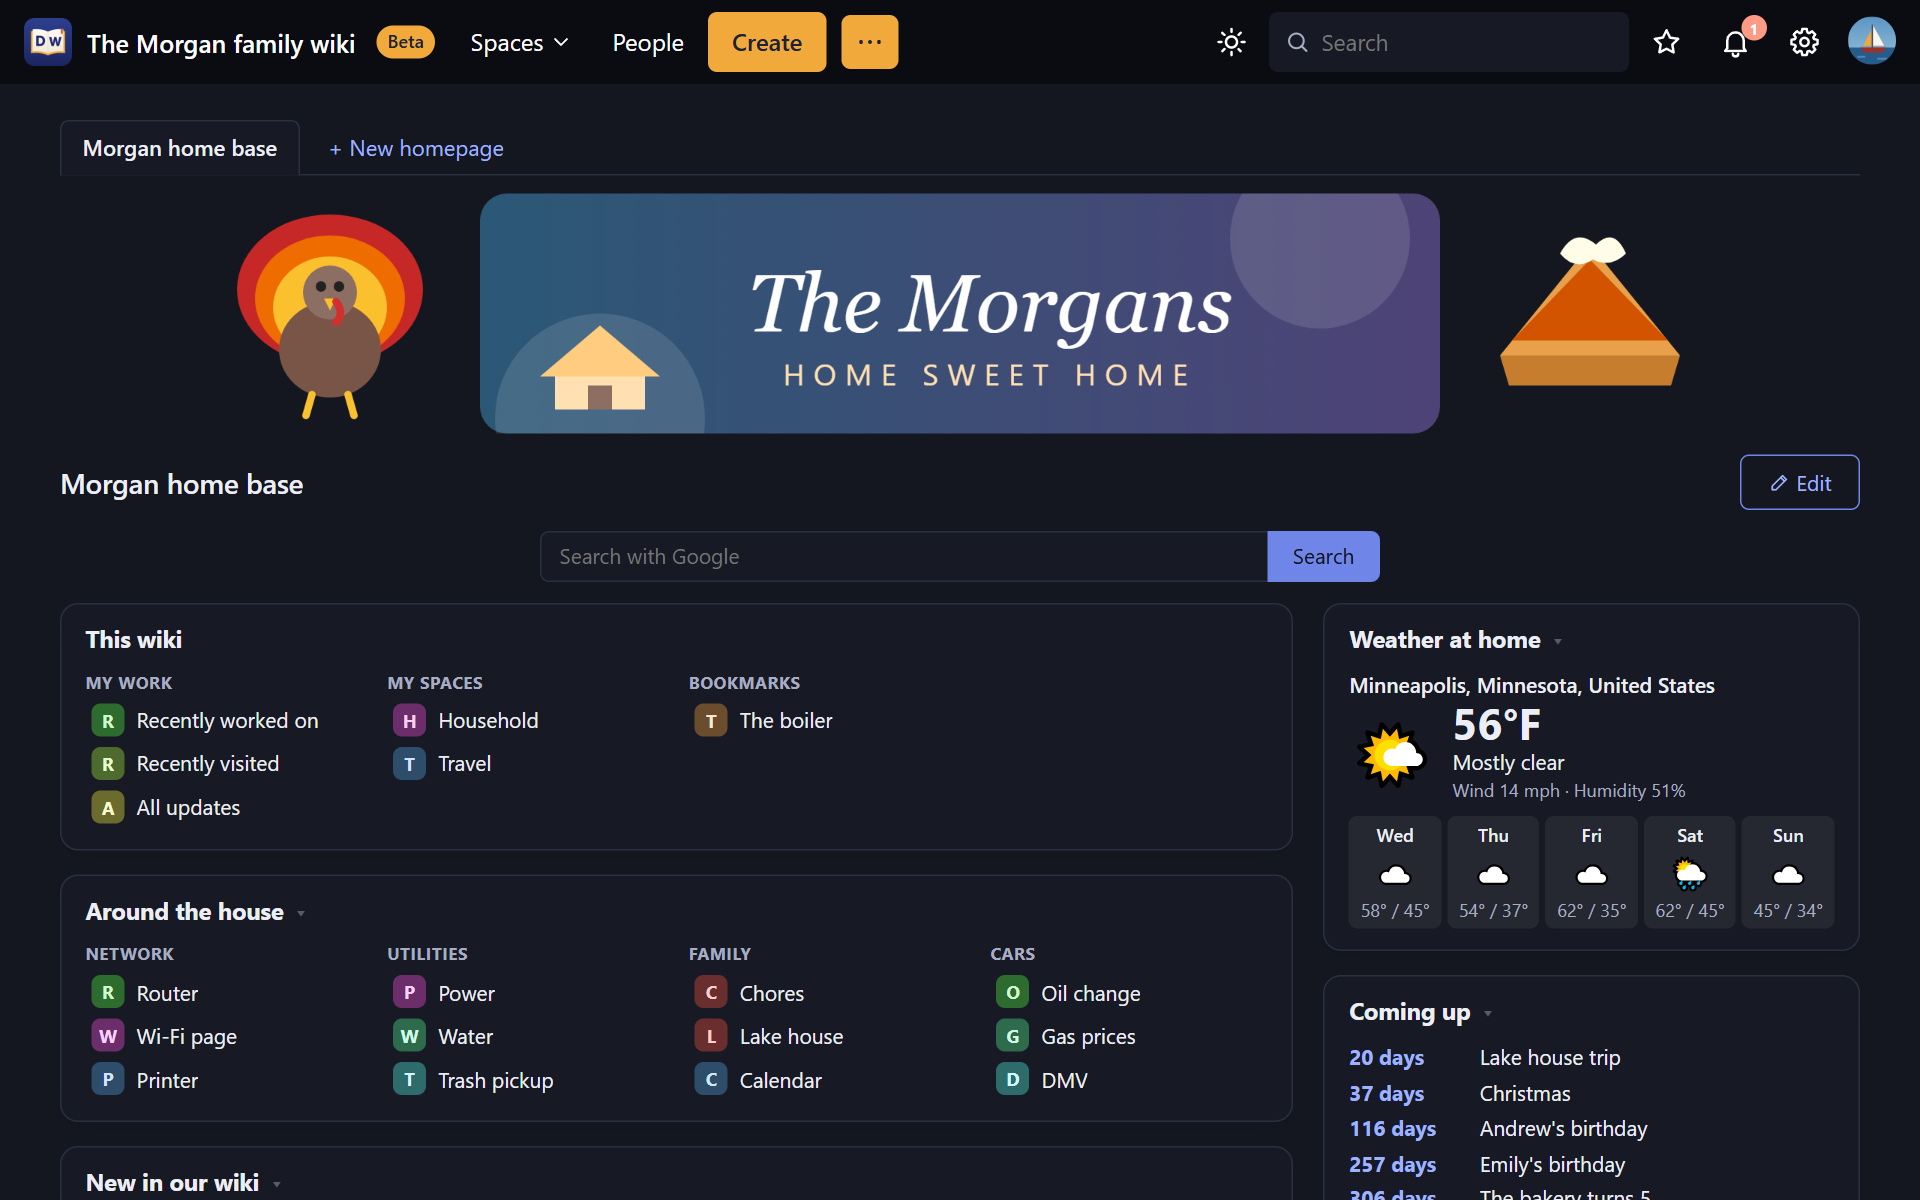 DW The Morgan family wiki Beta Spaces People Create ... Search 1
Morgan home base + New homepage
The Morgans
HOME SWEET HOME
Morgan home base
Edit
Search with Google Search
This wiki
MY WORK MY SPACES BOOKMARKS
R Recently worked on H Household T The boiler
R Recently visited T Travel
A All updates
Around the house
NETWORK UTILITIES FAMILY CARS
R Router P Power C Chores O Oil change
W Wi-Fi page W Water L Lake house G Gas prices
P Printer T Trash pickup C Calendar D DMV
New in our wiki
Weather at home
Minneapolis, Minnesota, United States
56°F
Mostly clear
Wind 14 mph · Humidity 51%
Wed Thu Fri Sat Sun
58° / 45° 54° / 37° 62° / 35° 62° / 45° 45° / 34°
Coming up
20 days Lake house trip
37 days Christmas
116 days Andrew's birthday
257 days Emily's birthday
306 days The bakery turns 5